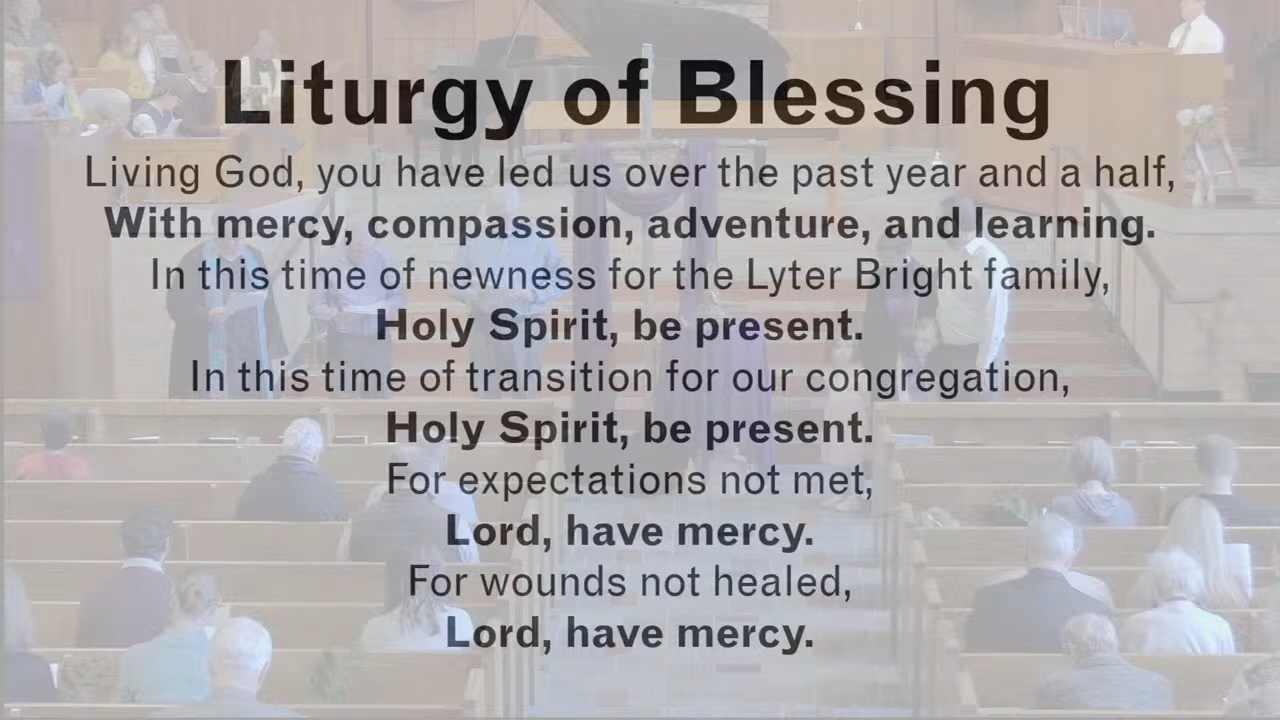 Liturgy of Blessing
Living God, you have led us over the past year and a half,
With mercy, compassion, adventure, and learning.
In this time of newness for the Lyter Bright family,
Holy Spirit, be present.
In this time of transition for our congregation,
Holy Spirit, be present.
For expectations not met,
Lord, have mercy.
For wounds not healed,
Lord, have mercy.